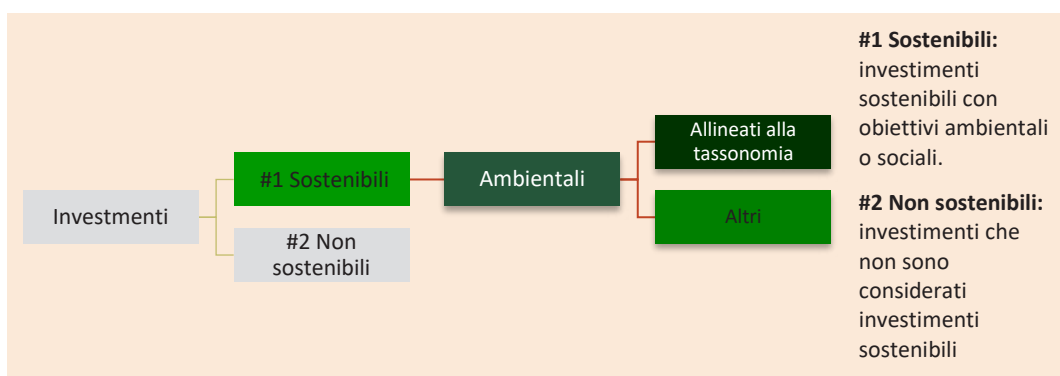 Investmenti
#1 Sostenibili
#2 Non
sostenibili
Ambientali
Allineati alla
tassonomia
Altri
#1 Sostenibili:
investimenti
sostenibili con
obiettivi ambientali
o sociali.
#2 Non sostenibili:
investimenti che
non sono
considerati
investimenti
sostenibili